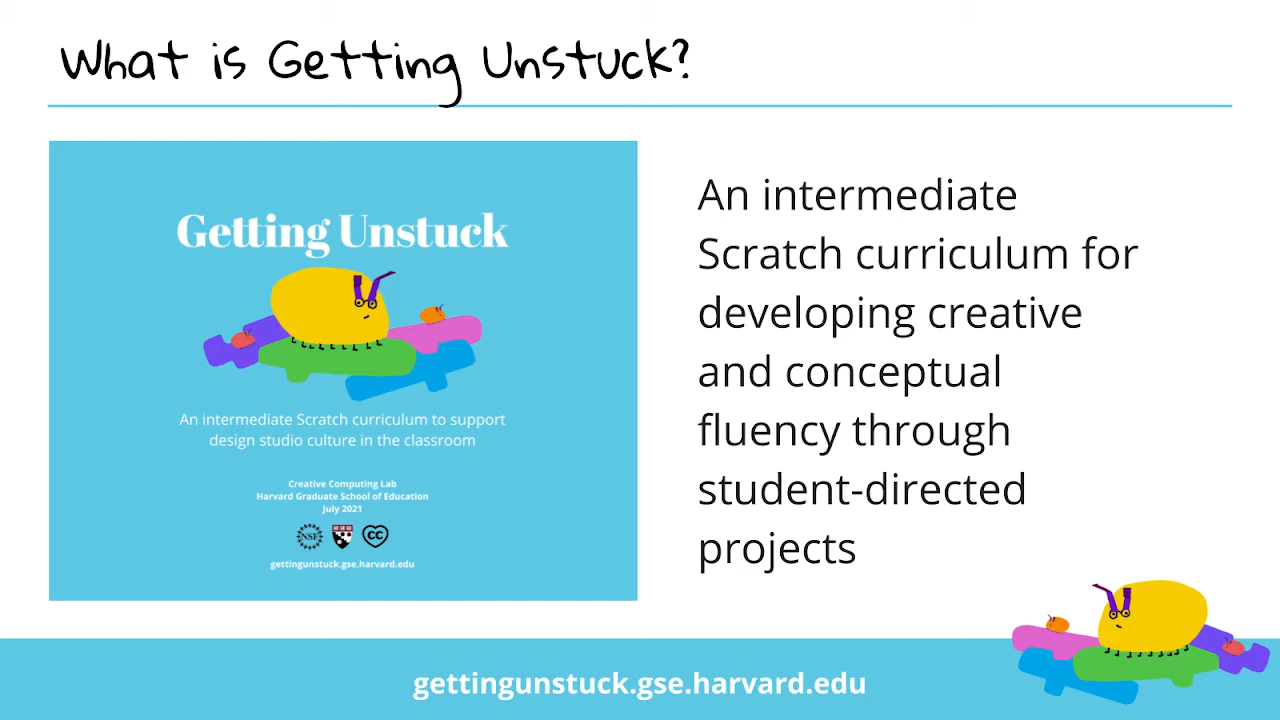 What is Getting Unstuck?
Getting Unstuck
An intermediate Scratch curriculum to support
design studio culture in the classroom
Creative Computing Lab
Harvard Graduate School of Education
July 2021
NSF
CC
gettingunstuck.gse.harvard.edu
An intermediate
Scratch curriculum for
developing creative
and conceptual
fluency through
student-directed
projects
gettingunstuck.gse.harvard.edu